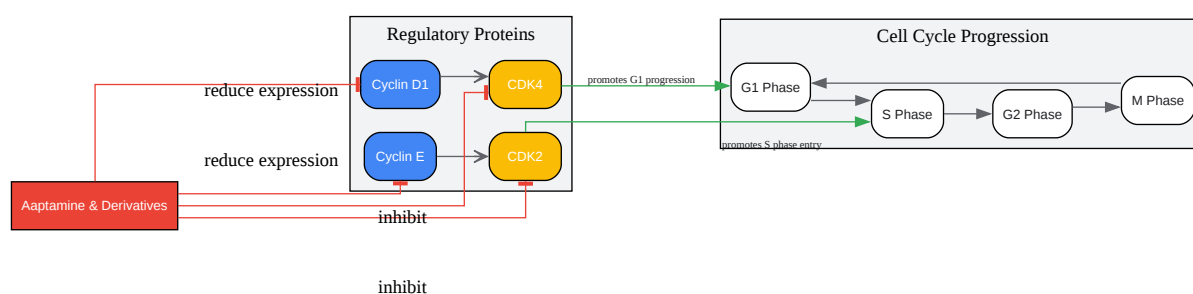 Regulatory Proteins
Cell Cycle Progression
Cyclin D1
CDK4
promotes G1 progression
G1 Phase
M Phase
reduce expression
S Phase
G2 Phase
reduce expression
Cyclin E
CDK2
promotes S phase entry
Aaptamine & Derivatives
inhibit
inhibit